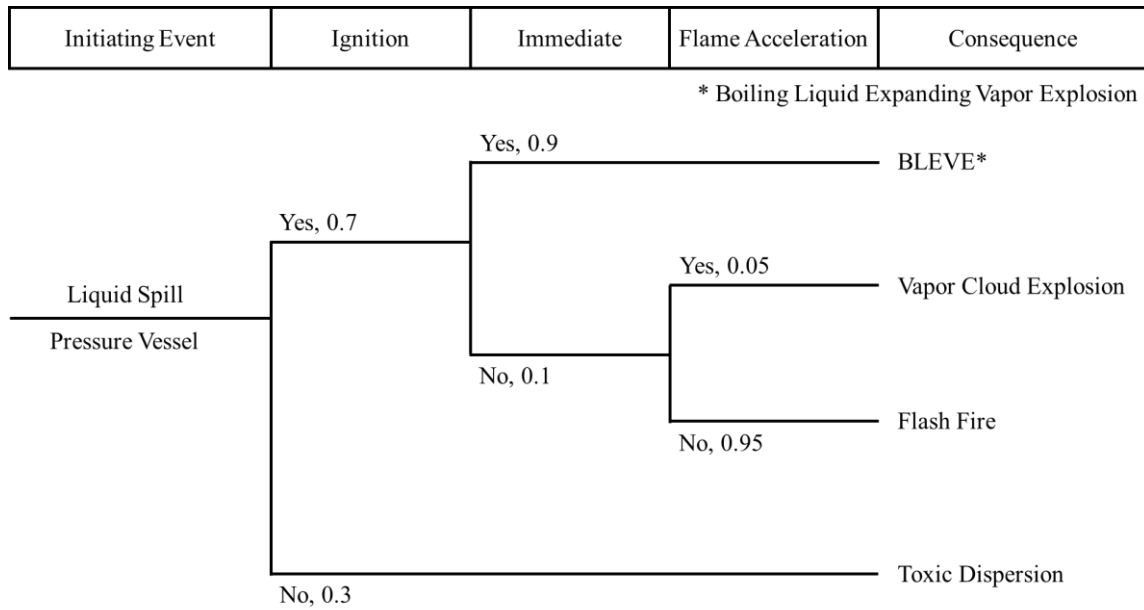 Initiating Event
Ignition
Immediate
Flame Acceleration
Consequence
* Boiling Liquid Expanding Vapor Explosion
Yes, 0.9
BLEVE*
Yes, 0.7
Yes, 0.05
Vapor Cloud Explosion
Liquid Spill
Pressure Vessel
No, 0.1
Flash Fire
No, 0.95
Toxic Dispersion
No, 0.3